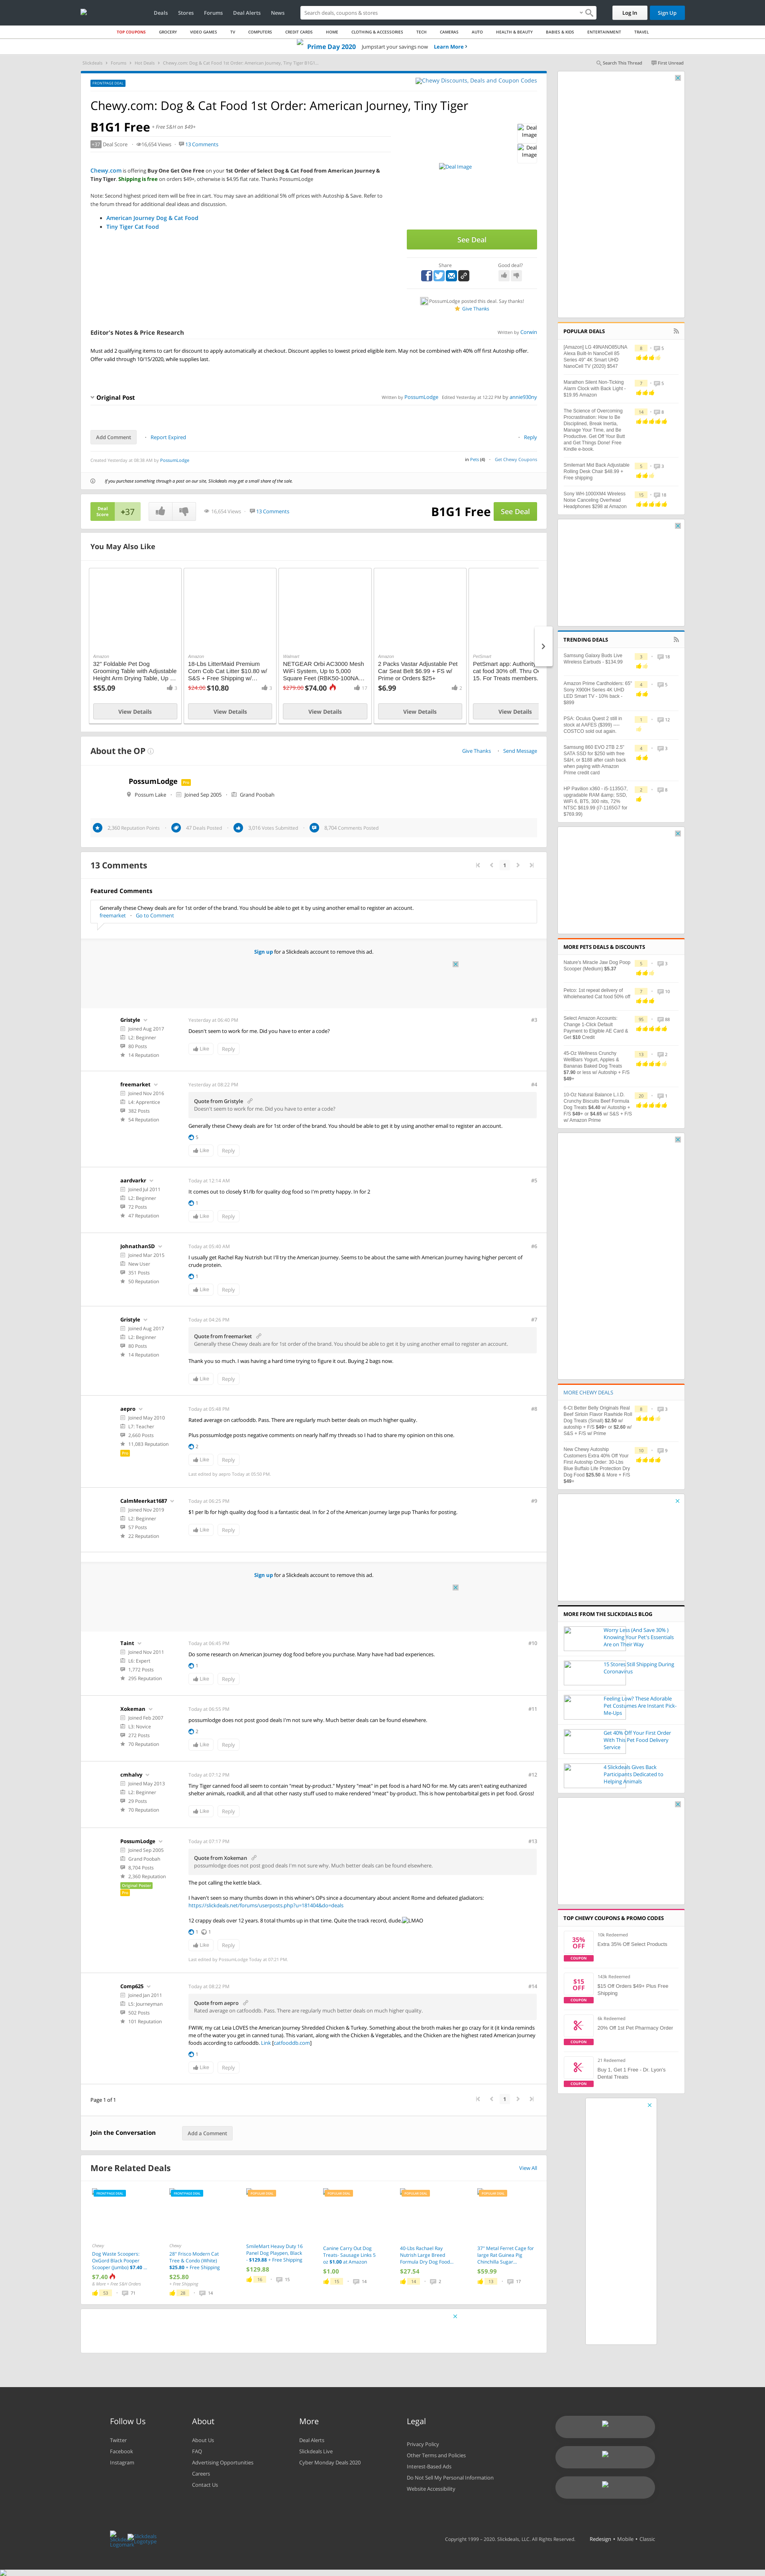 Deals
Stores
Forums
Deal Alerts
News
Search deals, coupons & stores
Log In
Sign Up
TOP COUPONS
GROCERY
VIDEO GAMES
TV
COMPUTERS
CREDIT CARDS
HOME
CLOTHING & ACCESSORIES
TECH
CAMERAS
AUTO
HEALTH & BEAUTY
BABIES & KIDS
ENTERTAINMENT
TRAVEL
Prime Day 2020 Jumpstart your savings now Learn More ›
Slickdeals › Forums › Hot Deals › Chewy.com: Dog & Cat Food 1st Order: American Journey, Tiny Tiger B1G1...
Search This Thread
First Unread
FRONTPAGE DEAL
Chewy Discounts, Deals and Coupon Codes
Chewy.com: Dog & Cat Food 1st Order: American Journey, Tiny Tiger
B1G1 Free + Free S&H on $49+
+37 Deal Score
16,654 Views
13 Comments
Deal Image
Deal Image
Deal Image
Chewy.com is offering Buy One Get One Free on your 1st Order of Select Dog & Cat Food from American Journey &
Tiny Tiger. Shipping is free on orders $49+, otherwise is $4.95 flat rate. Thanks PossumLodge
Note: Second highest priced item will be free in cart. You may save an additional 5% off prices with Autoship & Save. Refer to
the forum thread for additional deal ideas and discussion.
American Journey Dog & Cat Food
Tiny Tiger Cat Food
See Deal
Share
Good deal?
PossumLodge posted this deal. Say thanks!
Give Thanks
Editor's Notes & Price Research
Written by Corwin
Must add 2 qualifying items to cart for discount to apply automatically at checkout. Discount applies to lowest priced eligible item. May not be combined with 40% off first Autoship offer.
Offer valid through 10/15/2020, while supplies last.
Original Post
Written by PossumLodge Edited Yesterday at 12:22 PM by annie930ny
Add Comment
Report Expired
Reply
Created Yesterday at 08:38 AM by PossumLodge
in Pets (4)
Get Chewy Coupons
If you purchase something through a post on our site, Slickdeals may get a small share of the sale.
Deal Score
+37
16,654 Views
13 Comments
B1G1 Free
See Deal
You May Also Like
Amazon
32" Foldable Pet Dog
Grooming Table with Adjustable
Height Arm Drying Table, Up ...
$55.09
3
View Details
Amazon
18-Lbs LitterMaid Premium
Corn Cob Cat Litter $10.80 w/
S&S + Free Shipping w/...
$24.00 $10.80
3
View Details
Walmart
NETGEAR Orbi AC3000 Mesh
WiFi System, Up to 5,000
Square Feet (RBK50-100NA...
$279.00 $74.00
17
View Details
Amazon
2 Packs Vastar Adjustable Pet
Car Seat Belt $6.99 + FS w/
Prime or Orders $25+
$6.99
2
View Details
PetSmart
PetSmart app: Authority
cat food 30% off. Thru Oct
15. For Treats members.
View Details
About the OP
Give Thanks
Send Message
PossumLodge Pro
Possum Lake
Joined Sep 2005
Grand Poobah
2,360 Reputation Points
47 Deals Posted
3,016 Votes Submitted
8,704 Comments Posted
13 Comments
1
Featured Comments
Generally these Chewy deals are for 1st order of the brand. You should be able to get it by using another email to register an account.
freemarket
Go to Comment
Sign up for a Slickdeals account to remove this ad.
Gristyle
Joined Aug 2017
L2: Beginner
80 Posts
14 Reputation
Yesterday at 06:40 PM
#3
Doesn't seem to work for me. Did you have to enter a code?
Like
Reply
freemarket
Joined Nov 2016
L4: Apprentice
382 Posts
54 Reputation
Yesterday at 08:22 PM
#4
Quote from Gristyle
Doesn't seem to work for me. Did you have to enter a code?
Generally these Chewy deals are for 1st order of the brand. You should be able to get it by using another email to register an account.
5
Like
Reply
aardvarkr
Joined Jul 2011
L2: Beginner
72 Posts
47 Reputation
Today at 12:14 AM
#5
It comes out to closely $1/lb for quality dog food so I'm pretty happy. In for 2
1
Like
Reply
JohnathanSD
Joined Mar 2015
New User
351 Posts
50 Reputation
Today at 05:40 AM
#6
I usually get Rachel Ray Nutrish but I'll try the American Journey. Seems to be about the same with American Journey having higher percent of
crude protein.
1
Like
Reply
Gristyle
Joined Aug 2017
L2: Beginner
80 Posts
14 Reputation
Today at 04:26 PM
#7
Quote from freemarket
Generally these Chewy deals are for 1st order of the brand. You should be able to get it by using another email to register an account.
Thank you so much. I was having a hard time trying to figure it out. Buying 2 bags now.
Like
Reply
aepro
Joined May 2010
L7: Teacher
2,660 Posts
11,083 Reputation
Pro
Today at 05:48 PM
#8
Rated average on catfooddb. Pass. There are regularly much better deals on much higher quality.
Plus possumlodge posts negative comments on nearly half my threads so I had to share my opinion on this one.
2
Like
Reply
Last edited by aepro Today at 05:50 PM.
CalmMeerkat1687
Joined Nov 2019
L2: Beginner
57 Posts
22 Reputation
Today at 06:25 PM
#9
$1 per lb for high quality dog food is a fantastic deal. In for 2 of the American Journey large pup Thanks for posting.
Like
Reply
Sign up for a Slickdeals account to remove this ad.
Taint
Joined Nov 2011
L6: Expert
1,772 Posts
295 Reputation
Today at 06:45 PM
#10
Do some research on American Journey dog food before you purchase. Many have had bad experiences.
1
Like
Reply
Xokeman
Joined Feb 2007
L3: Novice
272 Posts
70 Reputation
Today at 06:50 PM
#11
possumlodge does not post good deals I'm not sure why. Much better deals can be found elsewhere.
2
Like
Reply
cmhalvy
Joined May 2013
L2: Beginner
29 Posts
70 Reputation
Today at 07:12 PM
#12
Tiny Tiger canned food all seem to contain "meat by-product." Mystery "meat" in pet food is a hard NO for me. My cats aren't eating euthanized
shelter animals, roadkill, and all that other nasty stuff used to make rendered "meat" by-product. This is how pentobarbital gets in pet food. Gross!
Like
Reply
PossumLodge
Joined Sep 2005
Grand Poobah
8,704 Posts
2,360 Reputation
Original Poster
Pro
Today at 07:17 PM
#13
Quote from Xokeman
possumlodge does not post good deals I'm not sure why. Much better deals can be found elsewhere.
The pot calling the kettle black.
I haven't seen so many thumbs down in this whiner's OPs since a documentary about ancient Rome and defeated gladiators:
https://slickdeals.net/forums/userposts.php?u=181404&do=deals
12 crappy deals over 12 years. 8 total thumbs up in that time. Quite the track record, dude. LMAO
1 1
Like
Reply
Last edited by PossumLodge Today at 07:21 PM.
Comp625
Joined Jan 2011
L5: Journeyman
502 Posts
101 Reputation
Today at 08:22 PM
#14
Quote from aepro
Rated average on catfooddb. Pass. There are regularly much better deals on much higher quality.
FWIW, my cat Leia LOVES the American Journey Shredded Chicken & Turkey. Something about the broth makes her go crazy for it (it kinda reminds
me of the water you get in canned tuna). This variant, along with the Chicken & Vegetables, and the Chicken are the highest rated American Journey
foods according to catfooddb. Link [catfooddb.com]
1
Like
Reply
Page 1 of 1
1
Join the Conversation
Add a Comment
More Related Deals
View All
FRONTPAGE DEAL
Chewy
Dog Waste Scoopers:
OxGord Black Pooper
Scooper (Jumbo) $7.40 ...
$7.40
& More + Free S&H Orders
53
71
FRONTPAGE DEAL
Chewy
28" Frisco Modern Cat
Tree & Condo (White)
$25.80 + Free Shipping
$25.80
+ Free Shipping
28
14
POPULAR DEAL
SmileMart Heavy Duty 16
Panel Dog Playpen, Black
- $129.88 + Free Shipping
$129.88
16
15
POPULAR DEAL
Canine Carry Out Dog
Treats- Sausage Links 5
oz $1.00 at Amazon
$1.00
15
14
POPULAR DEAL
40-Lbs Rachael Ray
Nutrish Large Breed
Formula Dry Dog Food...
$27.54
14
2
POPULAR DEAL
37" Metal Ferret Cage for
large Rat Guinea Pig
Chinchilla Sugar...
$59.99
13
17
POPULAR DEALS
[Amazon] LG 49NANO85UNA
Alexa Built-In NanoCell 85
Series 49" 4K Smart UHD
NanoCell TV (2020) $547
8
5
Marathon Silent Non-Ticking
Alarm Clock with Back Light -
$19.95 Amazon
7
5
The Science of Overcoming
Procrastination: How to Be
Disciplined, Break Inertia,
Manage Your Time, and Be
Productive. Get Off Your Butt
and Get Things Done! Free
Kindle e-book
14
8
Smilemart Mid Back Adjustable
Rolling Desk Chair $48.99 +
Free shipping
5
3
Sony WH-1000XM4 Wireless
Noise Canceling Overhead
Headphones $298 at Amazon
15
18
TRENDING DEALS
Samsung Galaxy Buds Live
Wireless Earbuds - $134.99
3
18
Amazon Prime Cardholders: 65"
Sony X900H Series 4K UHD
LED Smart TV - 10% back -
$899
4
5
PSA: Oculus Quest 2 still in
stock at AAFES ($399) ----
COSTCO sold out again.
1
12
Samsung 860 EVO 2TB 2.5"
SATA SSD for $250 with free
S&H, or $188 after cash back
when paying with Amazon
Prime credit card
4
3
HP Pavilion x360 - i5-1135G7,
upgradable RAM &amp; SSD,
WiFi 6, BT5, 300 nits, 72%
NTSC $619.99 (i7-1165G7 for
$769.99)
2
8
MORE PETS DEALS & DISCOUNTS
Nature's Miracle Jaw Dog Poop
Scooper (Medium) $5.37
5
3
Petco: 1st repeat delivery of
Wholehearted Cat food 50% off
7
10
Select Amazon Accounts:
Change 1-Click Default
Payment to Eligible AE Card &
Get $10 Credit
45-Oz Wellness Crunchy
WellBars Yogurt, Apples &
Bananas Baked Dog Treats
$7.90 or less w/ Autoship + F/S
$49+
13
2
10-Oz Natural Balance L.I.D.
Crunchy Biscuits Beef Formula
Dog Treats $4.40 w/ Autoship +
F/S $49+ or $4.65 w/ S&S + F/S
w/ Amazon Prime
20
1
MORE CHEWY DEALS
6-Ct Better Belly Originals Real
Beef Sirloin Flavor Rawhide Roll
Dog Treats (Small) $2.50 w/
autoship + F/S $49+ or $2.60 w/
S&S + F/S w/ Prime
8
3
New Chewy Autoship
Customers Extra 40% Off Your
First Autoship Order: 30-Lbs
Blue Buffalo Life Protection Dry
Dog Food $25.50 & More + F/S
$49+
MORE FROM THE SLICKDEALS BLOG
Worry Less (And Save 30% )
Knowing Your Pet's Essentials
Are on Their Way
15 Stores Still Shipping During
Coronavirus
Feeling Low? These Adorable
Pet Costumes Are Instant Pick-
Me-Ups
Get 40% Off Your First Order
With This Pet Food Delivery
Service
4 Slickdeals Gives Back
Participants Dedicated to
Helping Animals
TOP CHEWY COUPONS & PROMO CODES
35% OFF
COUPON
10k Redeemed
Extra 35% Off Select Products
$15 OFF
COUPON
140k Redeemed
$15 Off Orders $49+ Plus Free
Shipping
COUPON
6k Redeemed
20% Off 1st Pet Pharmacy Order
COUPON
21 Redeemed
Buy 1, Get 1 Free - Dr. Lyon's
Dental Treats
Follow Us
Twitter
Facebook
Instagram
About
About Us
FAQ
Advertising Opportunities
Careers
Contact Us
More
Deal Alerts
Slickdeals Live
Cyber Monday Deals 2020
Legal
Privacy Policy
Other Terms and Policies
Interest-Based Ads
Do Not Sell My Personal Information
Website Accessibility
Copyright 1999 - 2020. Slickdeals, LLC. All Rights Reserved.
Redesign • Mobile • Classic